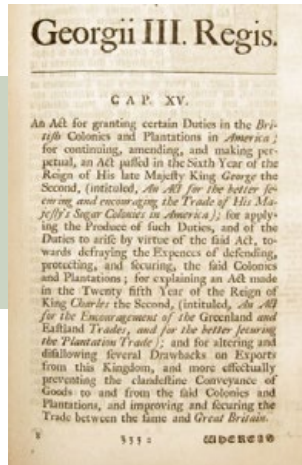 Georgii III. Regis.
CAP. XV.
An Act for granting certain Duties in the Bri-
tish Colonies and Plantations in America;
for continuing, amending, and making per-
petual, an Act passed in the Sixth Year of the
Reign of His late Majesty King George the
Second, (intituled, An Act for the better se-
curing and encouraging the Trade of His Ma-
jesty's Sugar Colonies in America); for apply-
ing the Produce of such Duties, and of the
Duties to arise by virtue of the said Act, to-
wards defraying the Expences of defending,
protecting, and securing, the said Colonies
and Plantations; for explaining an Act made
in the Twenty fifth Year of the Reign of
King Charles the Second, (intituled, An Act
for the Encouragement of the Greenland and
Eastland Trades, and for the better securing
the Plantation Trade); and for altering and
disallowing several Drawbacks on Exports
from this Kingdom, and more effectually
preventing the clandestine Conveyance of
Goods to and from the said Colonies and
Plantations, and improving and securing the
Trade between the same and Great Britain.